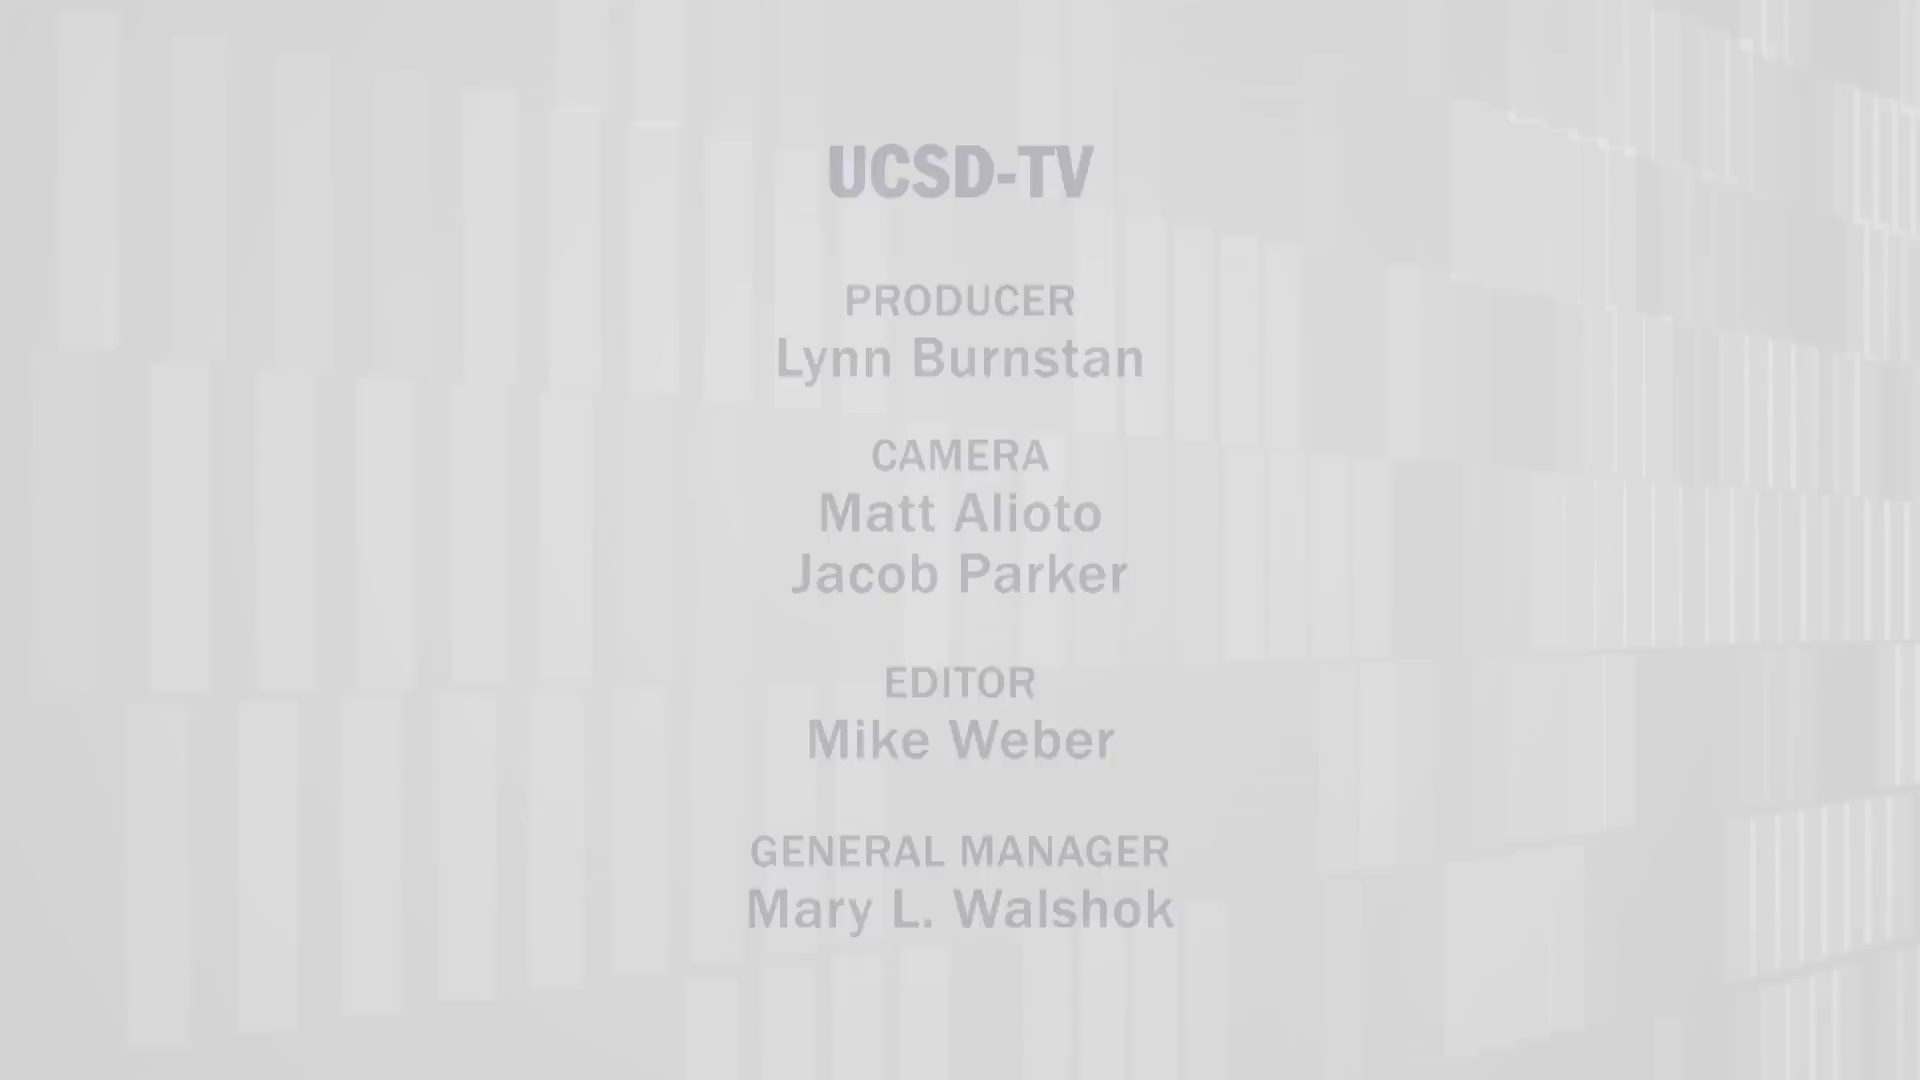 UCSD-TV
PRODUCER
Lynn Burnstan
CAMERA
Matt Alioto
Jacob Parker
EDITOR
Mike Weber
GENERAL MANAGER
Mary L. Walshok